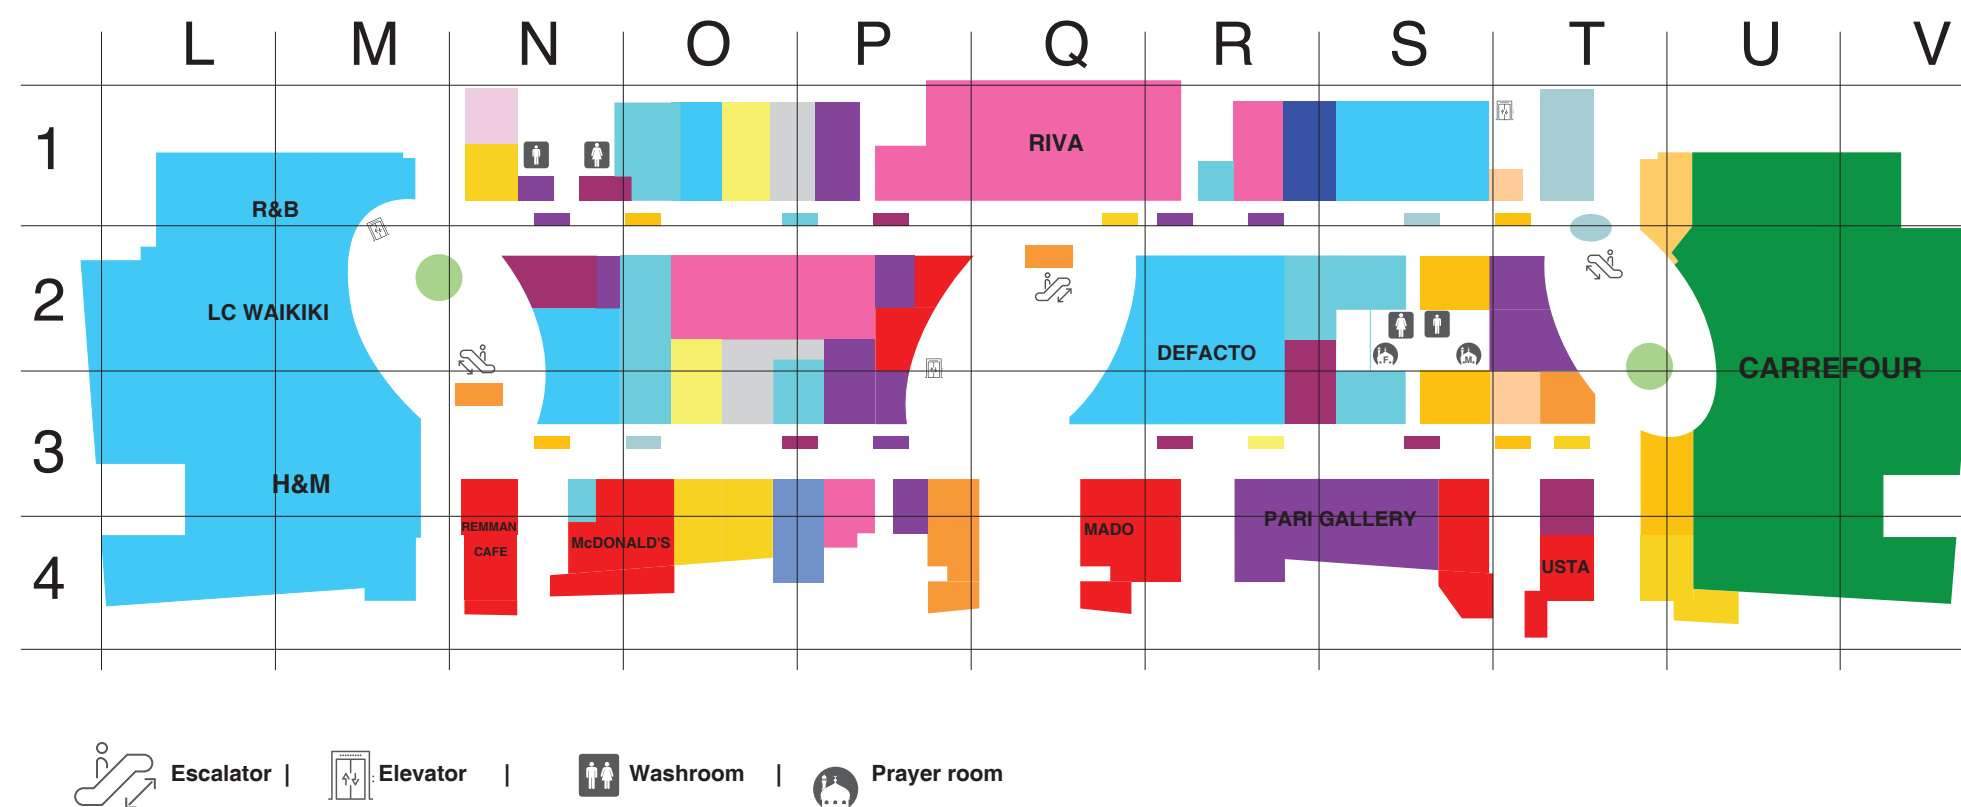 L M N O P Q R S T U V
1
RIVA
R&B
2
LC WAIKIKI
DEFACTO
F. M.
CARREFOUR
3
H&M
REMMAN
CAFE
McDONALD'S
MADO
PARI GALLERY
4
USTA
Escalator | Elevator | Washroom | Prayer room